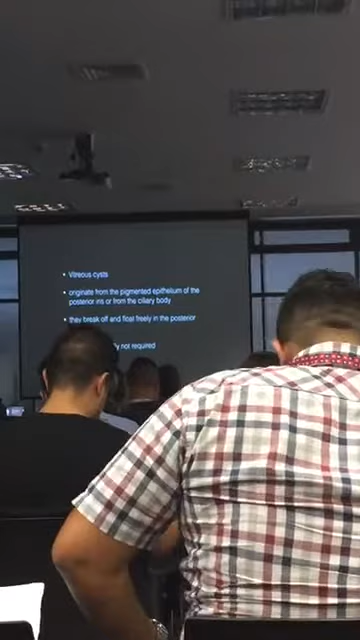 • Vitreous cysts
• originate from the pigmented epithelium of the
posterior iris or from the ciliary body
• they break off and float freely in the posterior
not required